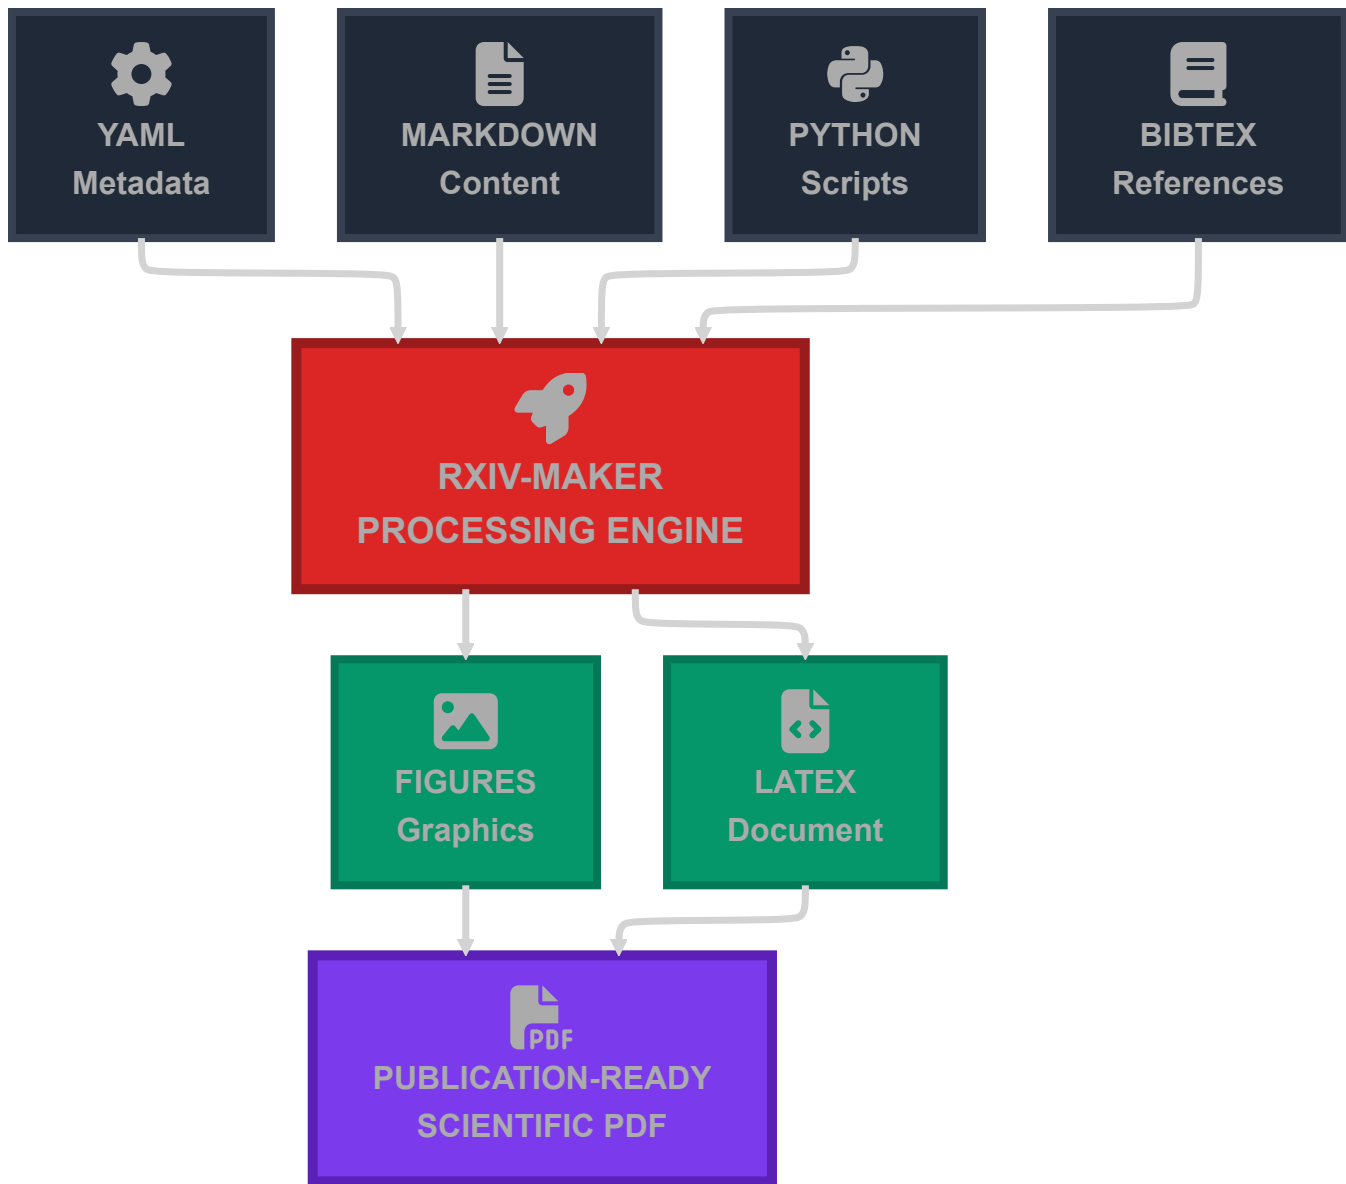 YAML
Metadata
MARKDOWN
Content
PYTHON
Scripts
BIBTEX
References
RXIV-MAKER
PROCESSING ENGINE
FIGURES
Graphics
LATEX
Document
PDF
PUBLICATION-READY
SCIENTIFIC PDF